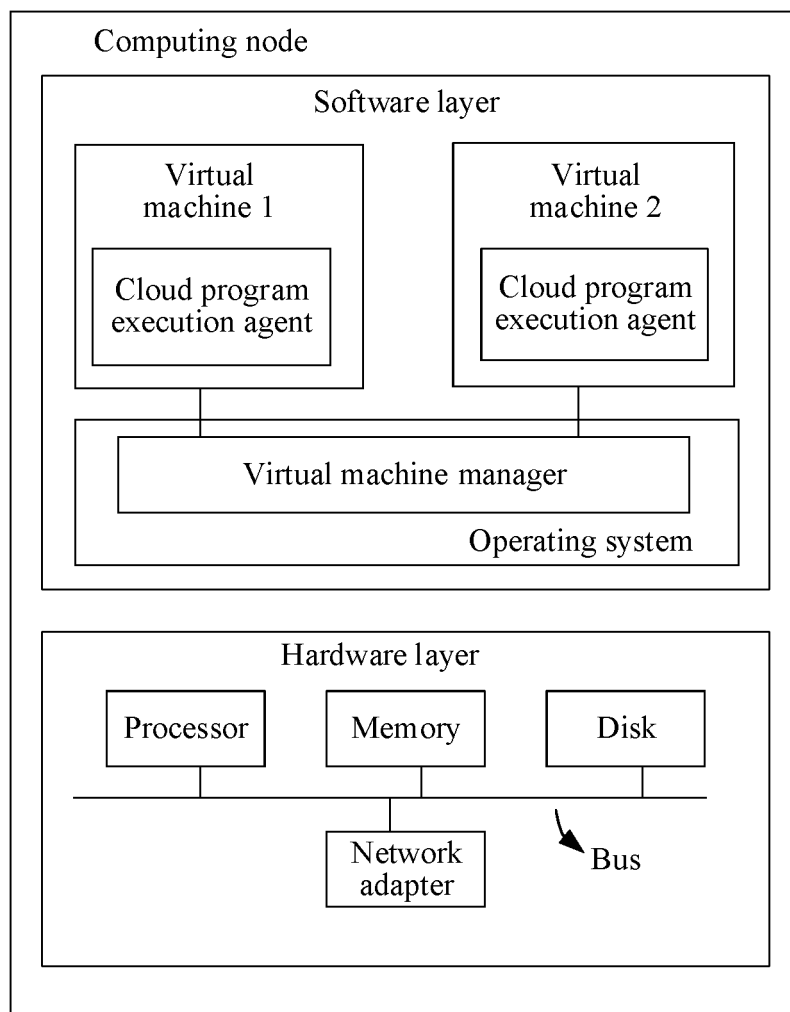 Computing node
Software layer
Virtual
machine 1
Cloud program
execution agent
Virtual
machine 2
Cloud program
execution agent
Virtual machine manager
Operating system
Hardware layer
Processor
Memory
Disk
Network
adapter
Bus